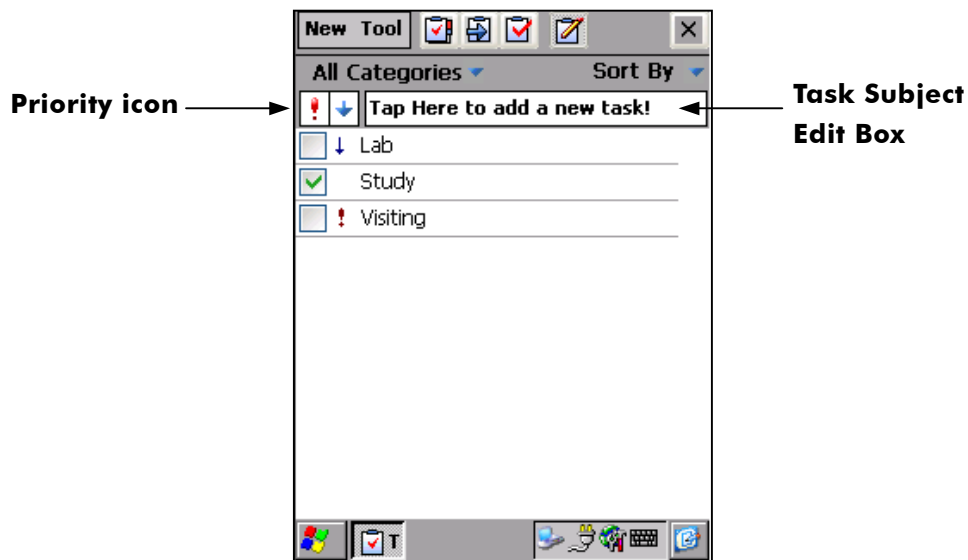 New Tool
All Categories Sort By
Priority icon
Tap Here to add a new task!
Task Subject
Edit Box
Lab
Study
Visiting
T